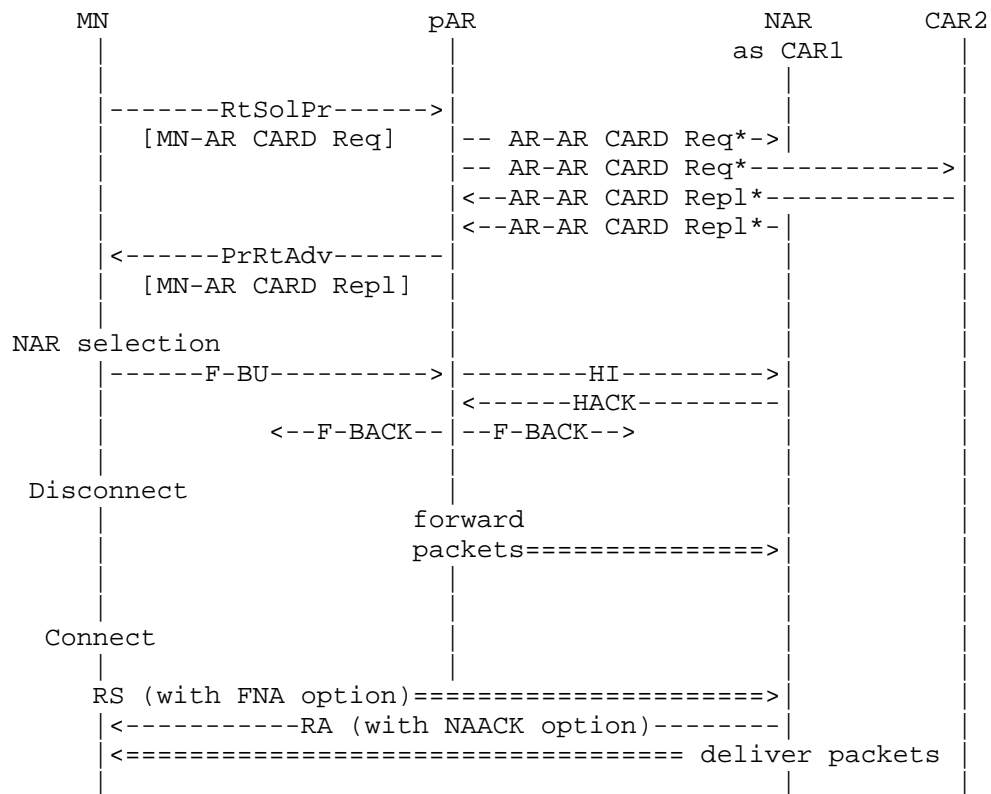 MN                   pAR                  NAR        CAR2
|                     |                as CAR1        |
|                     |                    |          |
|-------RtSolPr------>|                    |          |
  [MN-AR CARD Req]    |-- AR-AR CARD Req*->|          |
|                     |-- AR-AR CARD Req*------------>|
|                     |<--AR-AR CARD Repl*------------|
|                     |<--AR-AR CARD Repl*-|          |
|<------PrRtAdv-------|                    |          |
  [MN-AR CARD Repl]   |                    |          |
|                     |                    |          |
NAR selection         |                    |          |
|------F-BU---------->|--------HI--------->|          |
|                     |<------HACK---------|          |
|          <--F-BACK--|--F-BACK-->         |          |
|                     |                    |          |
Disconnect            |                    |          |
|                  forward                 |          |
|                  packets===============>|          |
|                     |                    |          |
|                     |                    |          |
Connect               |                    |          |
|                     |                    |          |
RS (with FNA option)======================>|          |
|<-----------RA (with NAACK option)--------|          |
|<=================================== deliver packets |
|                                          |          |